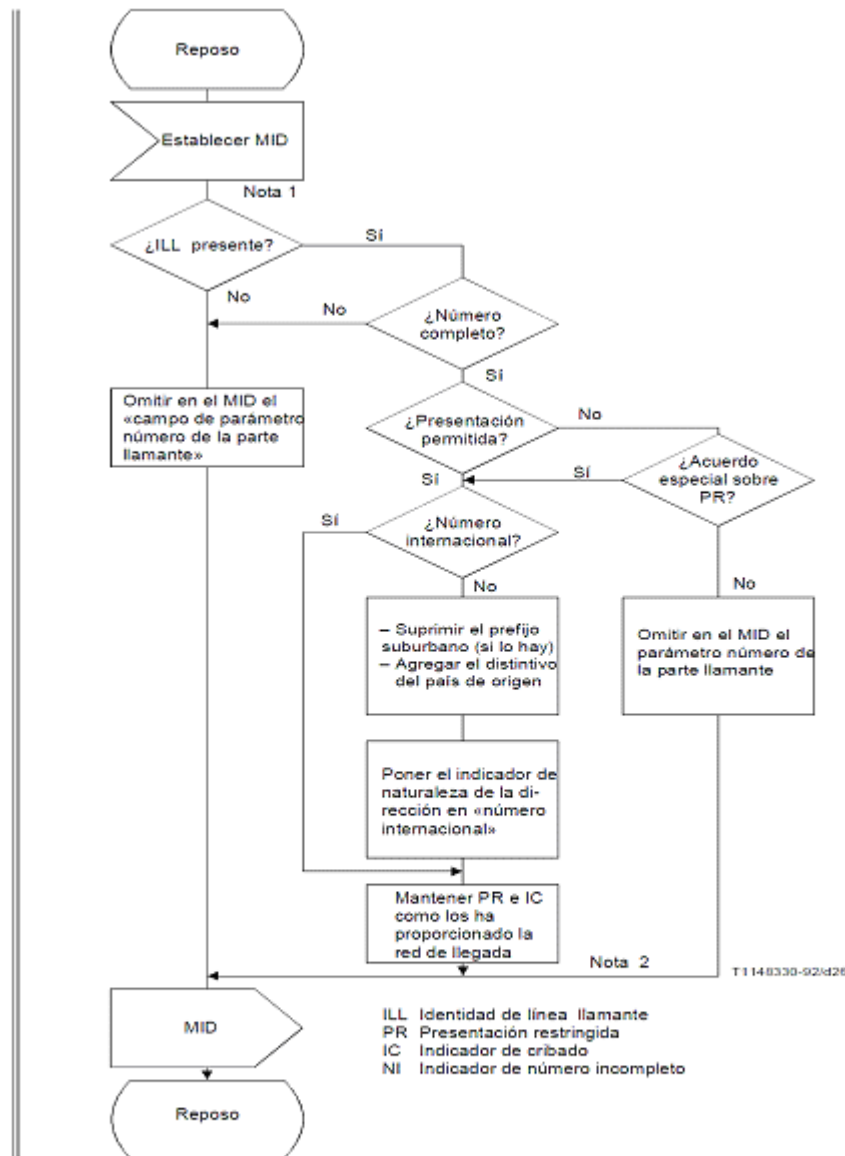 Reposo
Establecer MID
Nota 1
¿ILL presente?
Sí
No
No
¿Número
completo?
Sí
Omitir en el MID el
«campo de parámetro
número de la parte
llamante»
¿Presentación
permitida?
No
Sí
Sí
¿Acuerdo
especial sobre
PR?
Sí
¿Número
internacional?
No
No
– Suprimir el prefijo
suburbano (si lo hay)
– Agregar el distintivo
del país de origen
Omitir en el MID el
parámetro número de
la parte llamante
Poner el indicador de
naturaleza de la di-
rección en «número
internacional»
Mantener PR e IC
como los ha
proporcionado la
red de llegada
Nota 2
T1148330-92/d26
MID
ILL Identidad de línea llamante
PR Presentación restringida
IC Indicador de cribado
NI Indicador de número incompleto
Reposo